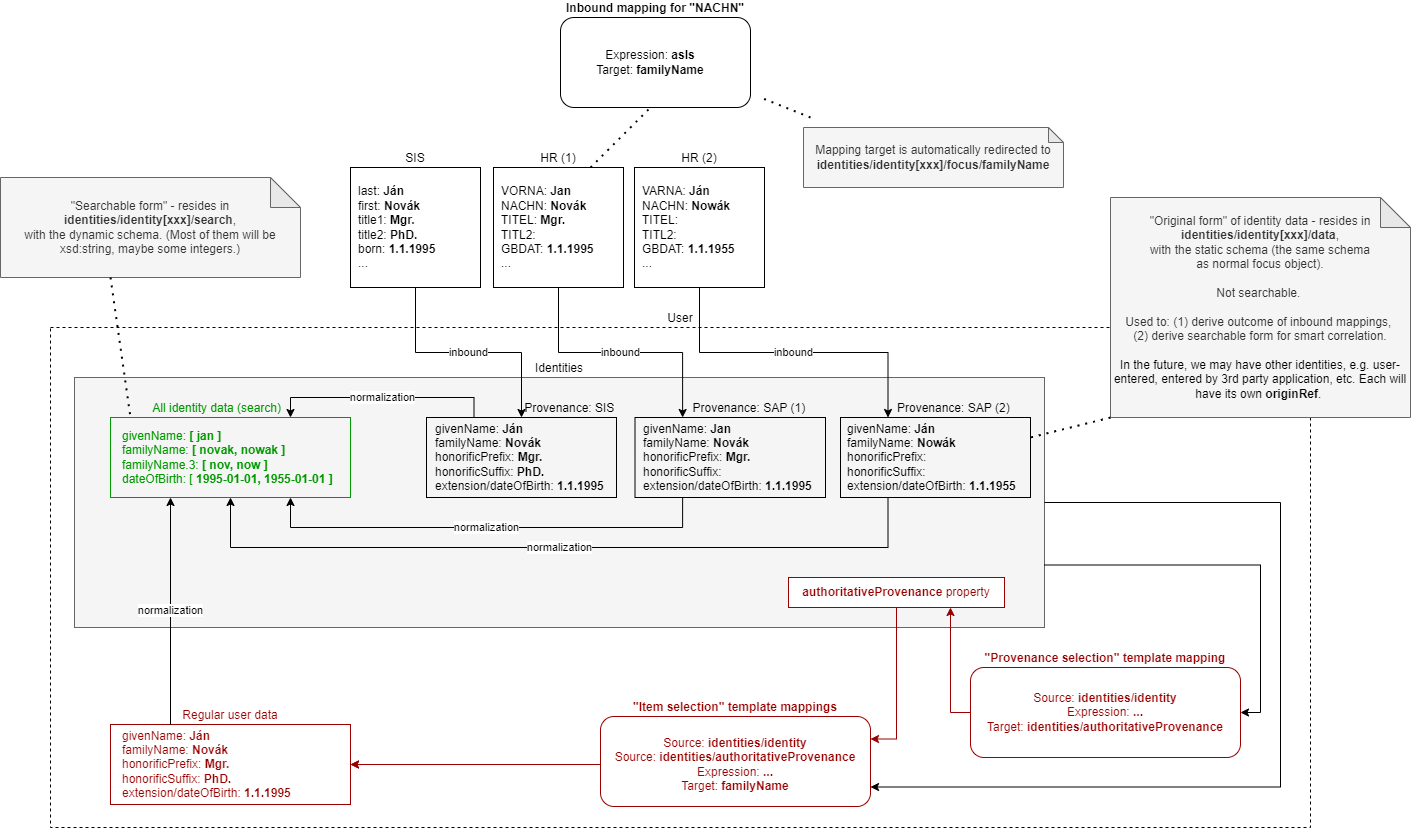 Inbound mapping for "NACHN"
Expression: asIs
Target: familyName
Mapping target is automatically redirected to
identities/identity[xxx]/focus/familyName
SIS
last: Ján
first: Novák
title1: Mgr.
title2: PhD.
born: 1.1.1995
...
HR (1)
VORNA: Jan
NACHN: Novák
TITEL: Mgr.
TITL2:
GBDAT: 1.1.1995
...
HR (2)
VARNA: Ján
NACHN: Nowák
TITEL:
TITL2:
GBDAT: 1.1.1955
...
"Searchable form" - resides in
identities/identity[xxx]/search,
with the dynamic schema. (Most of them will be
xsd:string, maybe some integers.)
"Original form" of identity data - resides in
identities/identity[xxx]/data,
with the static schema (the same schema
as normal focus object).
Not searchable.
Used to: (1) derive outcome of inbound mappings,
(2) derive searchable form for smart correlation.
In the future, we may have other identities, e.g. user-
entered, entered by 3rd party application, etc. Each will
have its own originRef.
User
inbound
inbound
inbound
Identities
normalization
All identity data (search)
givenName: [ jan ]
familyName: [ novak, nowak ]
familyName.3: [ nov, now ]
dateOfBirth: [ 1995-01-01, 1955-01-01 ]
Provenance: SIS
givenName: Ján
familyName: Novák
honorificPrefix: Mgr.
honorificSuffix: PhD.
extension/dateOfBirth: 1.1.1995
Provenance: SAP (1)
givenName: Jan
familyName: Novák
honorificPrefix: Mgr.
honorificSuffix:
extension/dateOfBirth: 1.1.1995
Provenance: SAP (2)
givenName: Ján
familyName: Nowák
honorificPrefix:
honorificSuffix:
extension/dateOfBirth: 1.1.1955
normalization
normalization
normalization
authoritativeProvenance property
"Provenance selection" template mapping
Source: identities/identity
Expression: ...
Target: identities/authoritativeProvenance
"Item selection" template mappings
Source: identities/identity
Source: identities/authoritativeProvenance
Expression: ...
Target: familyName
Regular user data
givenName: Ján
familyName: Novák
honorificPrefix: Mgr.
honorificSuffix: PhD.
extension/dateOfBirth: 1.1.1995